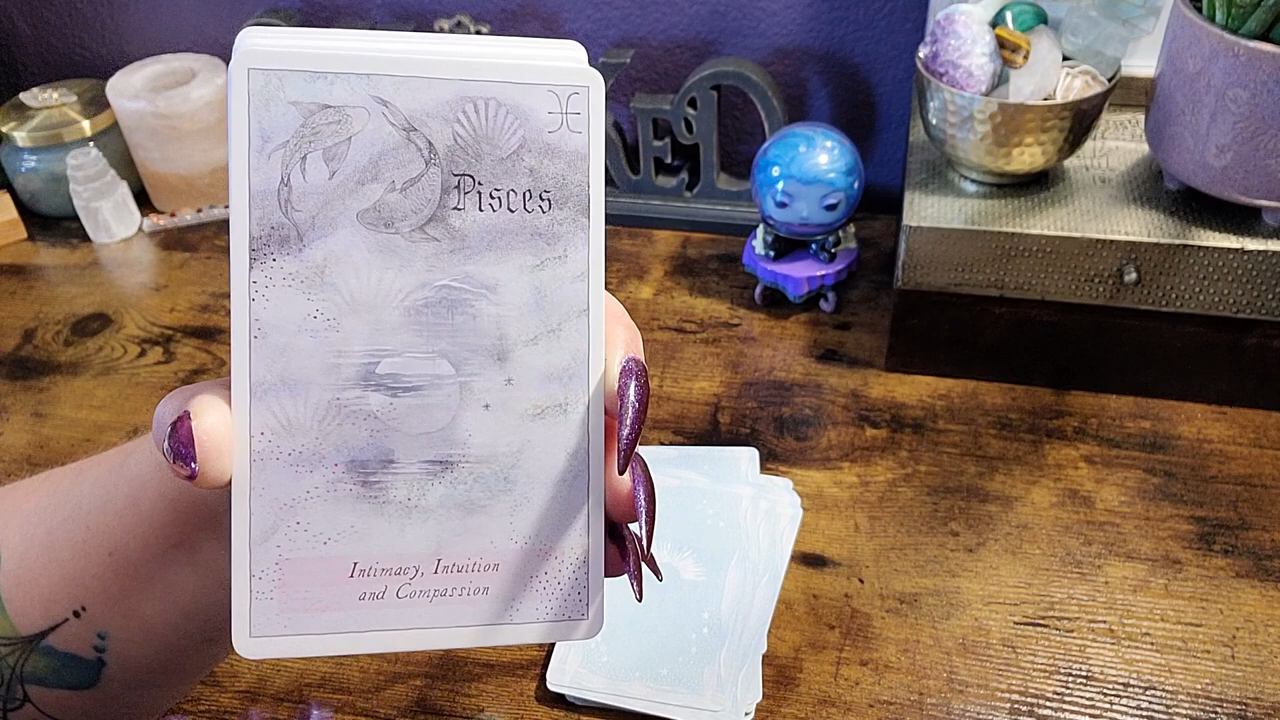 Pisces
Intimacy, Intuition
and Compassion